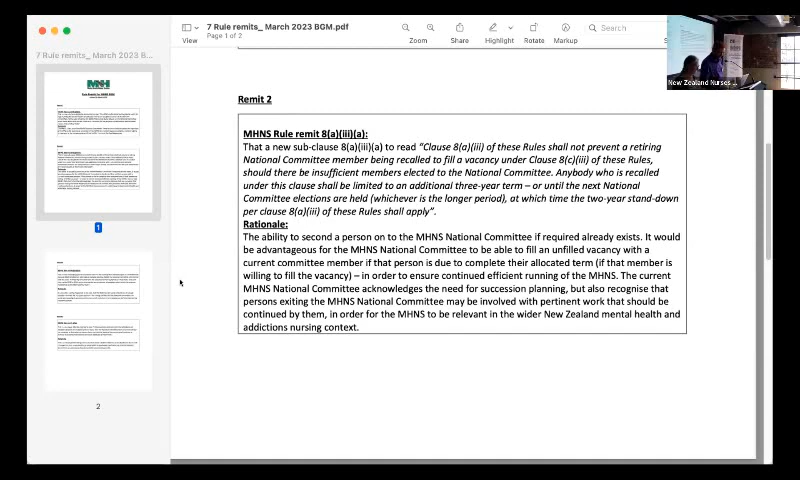 7 Rule remits_ March 2023 BGM.pdf
Page 1 of 2
View
Zoom
Share
Highlight
Rotate
Markup
Search
New Zealand Nurses ...
7 Rule remits_ March 2023 B...
1
2
Remit 2
MHNS Rule remit 8(a)(iii)(a):
That a new sub-clause 8(a)(iii)(a) to read "Clause 8(a)(iii) of these Rules shall not prevent a retiring
National Committee member being recalled to fill a vacancy under Clause 8(c)(iii) of these Rules,
should there be insufficient members elected to the National Committee. Anybody who is recalled
under this clause shall be limited to an additional three-year term – or until the next National
Committee elections are held (whichever is the longer period), at which time the two-year stand-down
per clause 8(a)(iii) of these Rules shall apply".
Rationale:
The ability to second a person on to the MHNS National Committee if required already exists. It would
be advantageous for the MHNS National Committee to be able to fill an unfilled vacancy with a
current committee member if that person is due to complete their allocated term (if that member is
willing to fill the vacancy) – in order to ensure continued efficient running of the MHNS. The current
MHNS National Committee acknowledges the need for succession planning, but also recognise that
persons exiting the MHNS National Committee may be involved with pertinent work that should be
continued by them, in order for the MHNS to be relevant in the wider New Zealand mental health and
addictions nursing context.